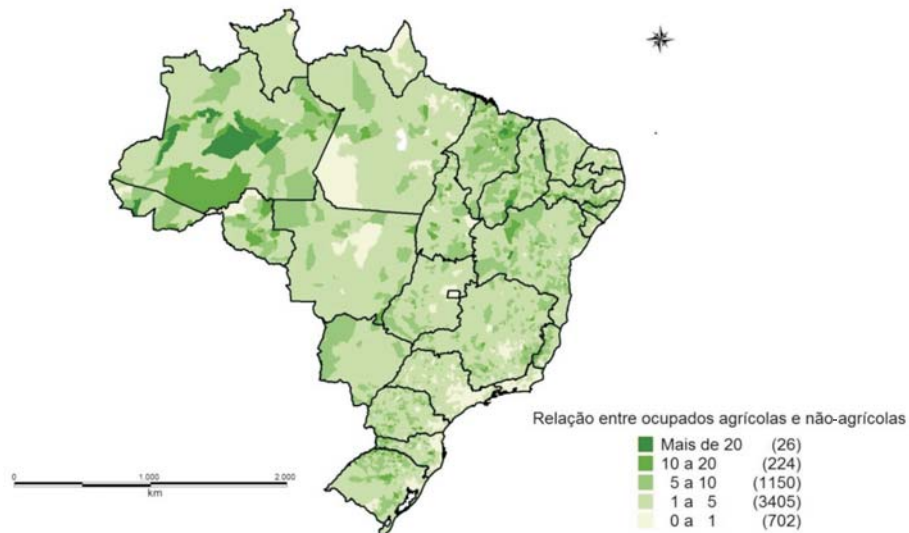 Relação entre ocupados agrícolas e não-agrícolas
Mais de 20 (26)
10 a 20 (224)
5 a 10 (1150)
1 a 5 (3405)
0 a 1 (702)
0 1 000 2 000
km